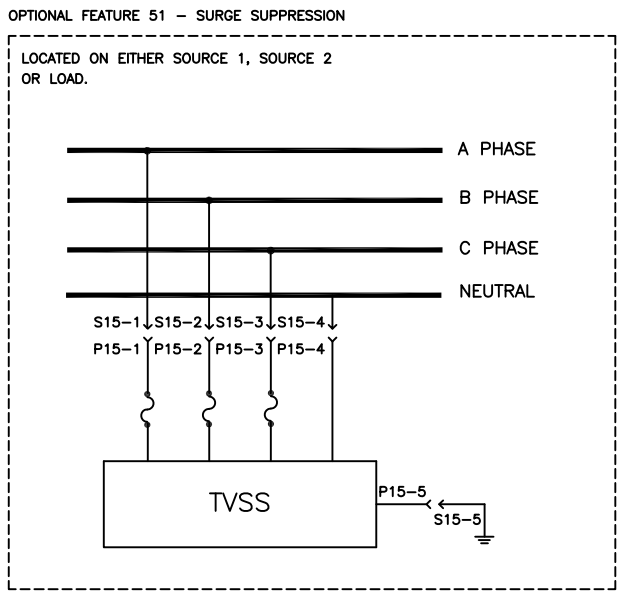 OPTIONAL FEATURE 51 – SURGE SUPPRESSION
LOCATED ON EITHER SOURCE 1, SOURCE 2
OR LOAD.
A PHASE
B PHASE
C PHASE
NEUTRAL
S15-1 S15-2 S15-3 S15-4
P15-1 P15-2 P15-3 P15-4
TVSS
P15-5
S15-5